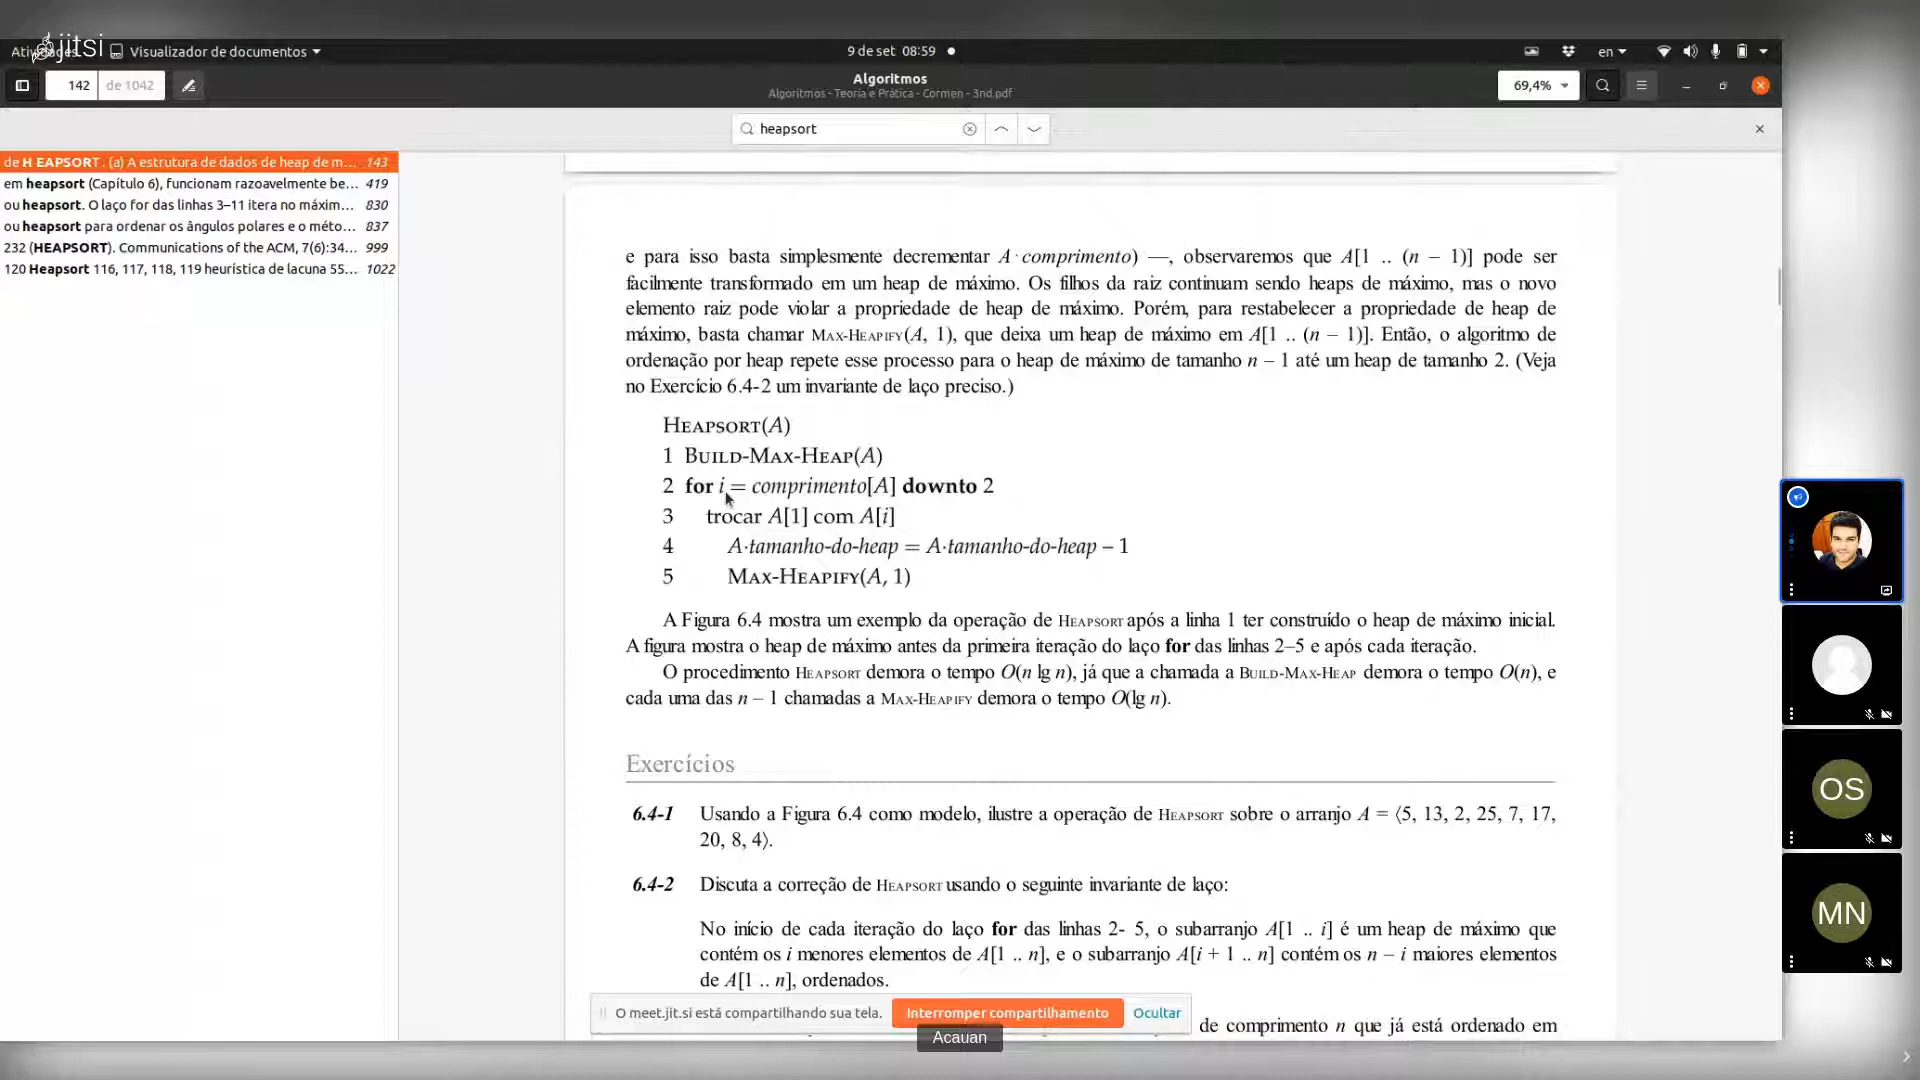 jitsi
Visualizador de documentos
9 de set 08:59
en
142 de 1042
Algoritmos
Algoritmos - Teoria e Prática - Cormen - 3nd.pdf
69,4%
heapsort
de H EAPSORT . (a) A estrutura de dados de heap de m... 143
em heapsort (Capítulo 6), funcionam razoavelmente be... 419
ou heapsort. O laço for das linhas 3–11 itera no máxim... 830
ou heapsort para ordenar os ângulos polares e o méto... 837
232 (HEAPSORT). Communications of the ACM, 7(6):34... 999
120 Heapsort 116, 117, 118, 119 heurística de lacuna 55... 1022
e para isso basta simplesmente decrementar A·comprimento) —, observaremos que A[1 .. (n – 1)] pode ser
facilmente transformado em um heap de máximo. Os filhos da raiz continuam sendo heaps de máximo, mas o novo
elemento raiz pode violar a propriedade de heap de máximo. Porém, para restabelecer a propriedade de heap de
máximo, basta chamar MAX-HEAPIFY(A, 1), que deixa um heap de máximo em A[1 .. (n – 1)]. Então, o algoritmo de
ordenação por heap repete esse processo para o heap de máximo de tamanho n – 1 até um heap de tamanho 2. (Veja
no Exercício 6.4-2 um invariante de laço preciso.)
HEAPSORT(A)
1 BUILD-MAX-HEAP(A)
2 for i = comprimento[A] downto 2
3 trocar A[1] com A[i]
4 A·tamanho-do-heap = A·tamanho-do-heap – 1
5 MAX-HEAPIFY(A, 1)
A Figura 6.4 mostra um exemplo da operação de HEAPSORT após a linha 1 ter construído o heap de máximo inicial.
A figura mostra o heap de máximo antes da primeira iteração do laço for das linhas 2–5 e após cada iteração.
O procedimento HEAPSORT demora o tempo O(n lg n), já que a chamada a BUILD-MAX-HEAP demora o tempo O(n), e
cada uma das n – 1 chamadas a MAX-HEAPIFY demora o tempo O(lg n).
Exercícios
6.4-1 Usando a Figura 6.4 como modelo, ilustre a operação de HEAPSORT sobre o arranjo A = ⟨5, 13, 2, 25, 7, 17,
20, 8, 4⟩.
6.4-2 Discuta a correção de HEAPSORT usando o seguinte invariante de laço:
No início de cada iteração do laço for das linhas 2- 5, o subarranjo A[1 .. i] é um heap de máximo que
contém os i menores elementos de A[1 .. n], e o subarranjo A[i + 1 .. n] contém os n – i maiores elementos
de A[1 .. n], ordenados.
O meet.jit.si está compartilhando sua tela. Interromper compartilhamento Ocultar
de comprimento n que já está ordenado em
Acauan
OS
MN